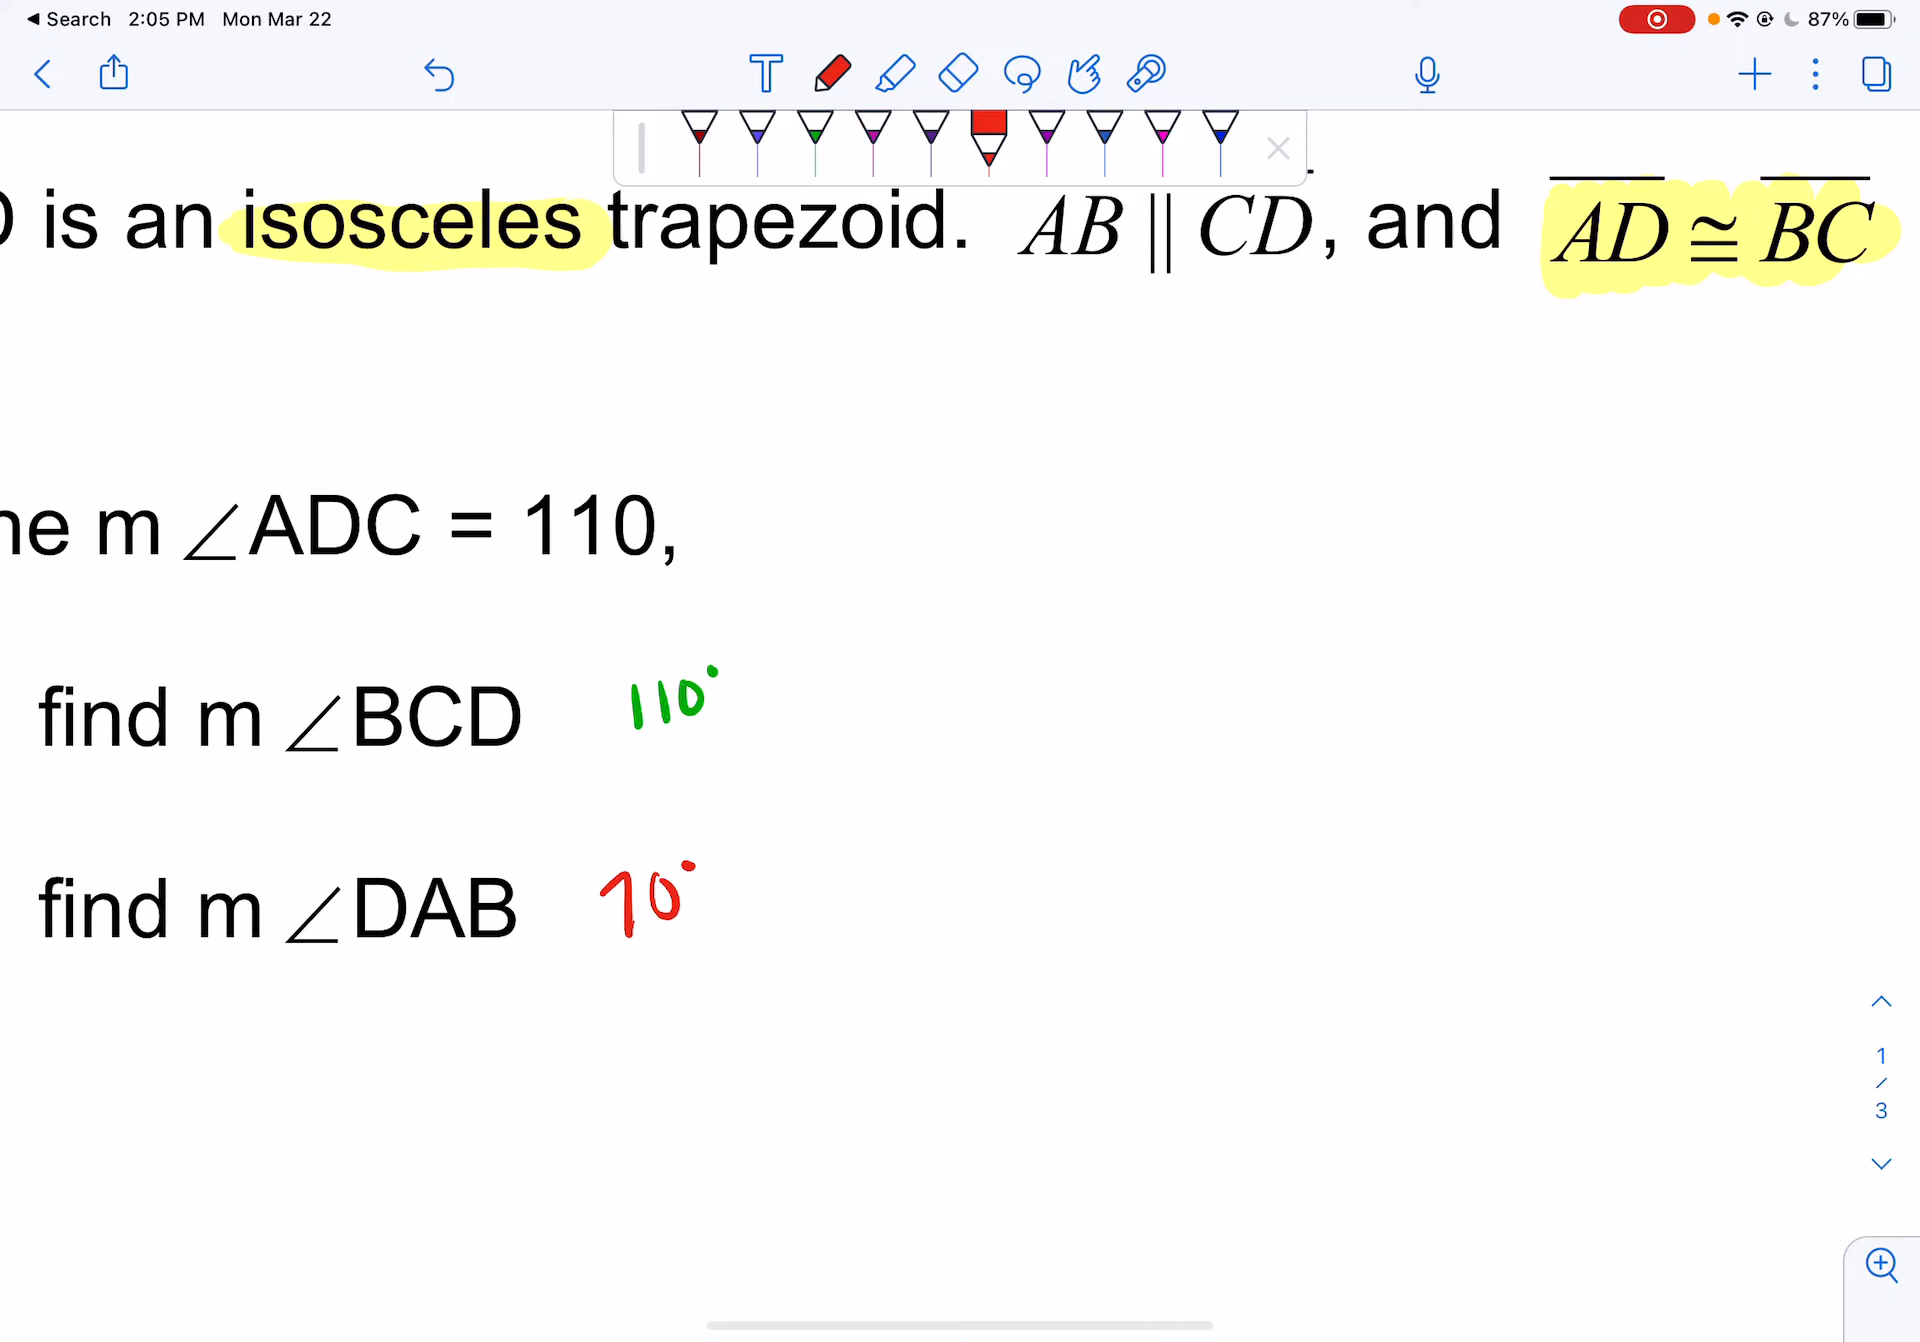 Search 2:05 PM Mon Mar 22 87%
is an isosceles trapezoid. AB || CD, and AD ≅ BC
m ∠ADC = 110,
find m ∠BCD 110°
find m ∠DAB 70°
1
/
3